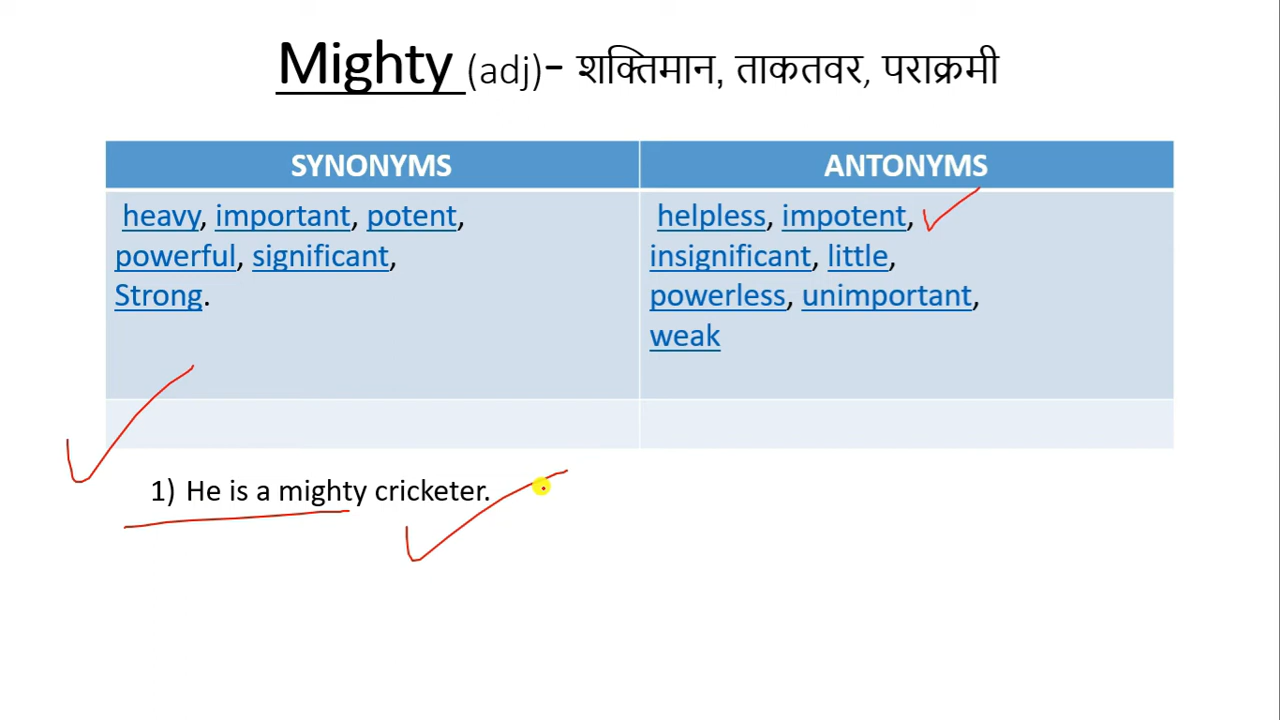 Mighty (adj)- शक्तिमान, ताकतवर, पराक्रमी
SYNONYMS
ANTONYMS
heavy, important, potent,
powerful, significant,
Strong.
helpless, impotent,
insignificant, little,
powerless, unimportant,
weak
1) He is a mighty cricketer.